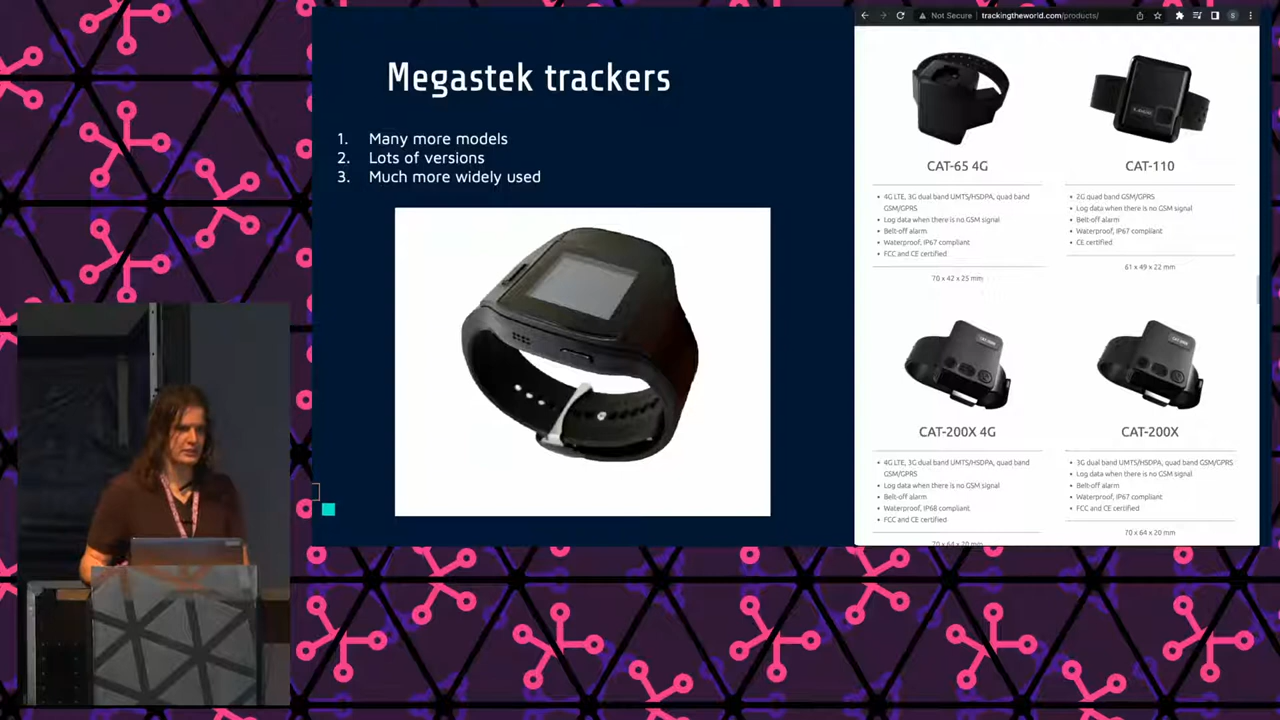 Megastek trackers
1. Many more models
2. Lots of versions
3. Much more widely used
Not Secure | trackingtheworld.com/products/
S
CAT-65 4G
• 4G LTE, 3G dual band UMTS/HSDPA, quad band
GSM/GPRS
• Log data when there is no GSM signal
• Belt-off alarm
• Waterproof, IP67 compliant
• FCC and CE certified
70 x 42 x 25 mm
CAT-110
• 2G quad band GSM/GPRS
• Log data when there is no GSM signal
• Belt-off alarm
• Waterproof, IP67 compliant
• CE certified
61 x 49 x 22 mm
CAT-200X 4G
• 4G LTE, 3G dual band UMTS/HSDPA, quad band
GSM/GPRS
• Log data when there is no GSM signal
• Belt-off alarm
• Waterproof, IP68 compliant
• FCC and CE certified
70 x 64 x 20 mm
CAT-200X
• 3G dual band UMTS/HSDPA, quad band GSM/GPRS
• Log data when there is no GSM signal
• Belt-off alarm
• Waterproof, IP67 compliant
• FCC and CE certified
70 x 64 x 20 mm